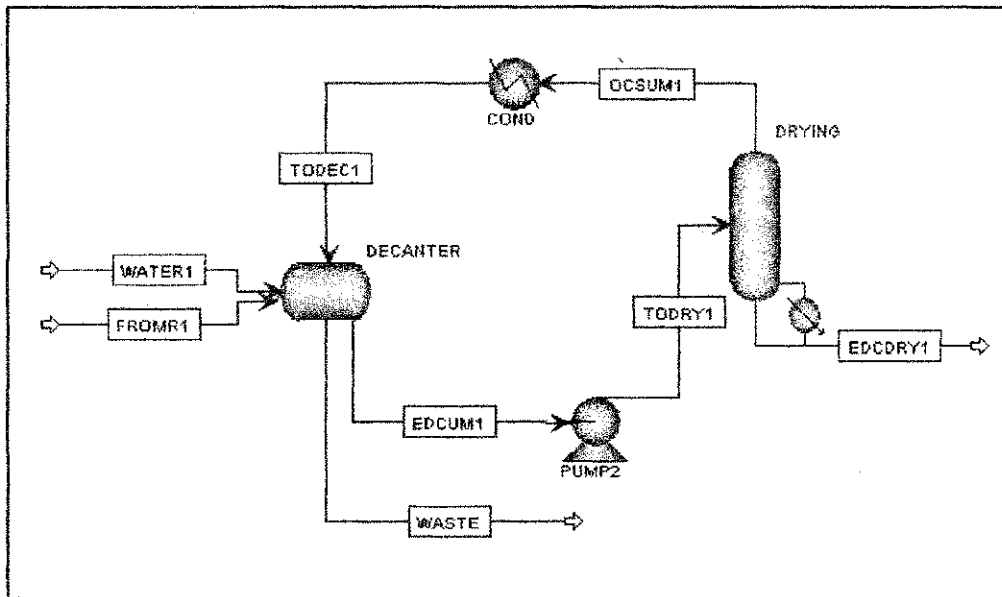 OCSUM1
COND
DRYING
TODEC1
DECANTER
WATER1
FROMR1
TODRY1
EDCDRY1
EDCUM1
PUMP2
WASTE